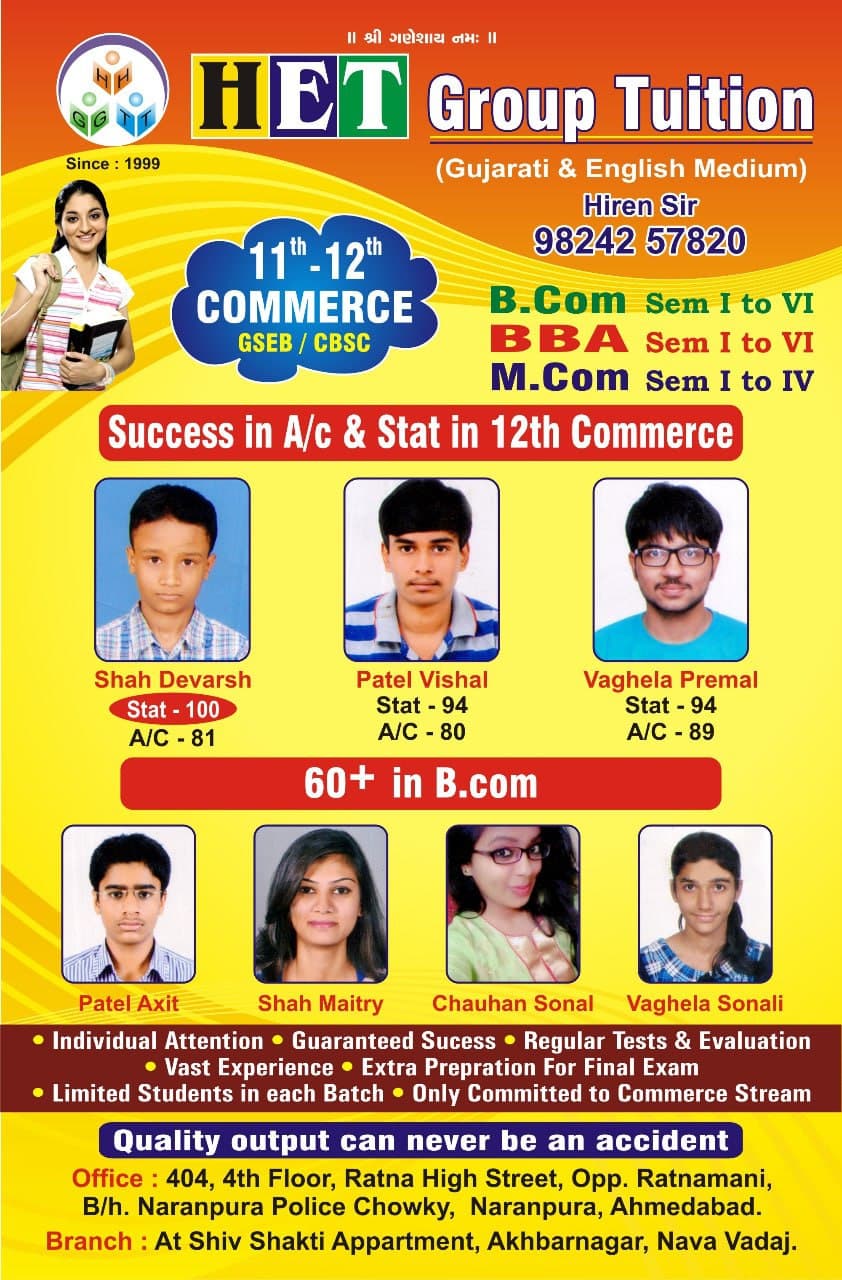 ॥ શ્રી ગણેશાય નમઃ ॥
H H
G G T T
HET Group Tuition
Since : 1999
(Gujarati & English Medium)
Hiren Sir
98242 57820
11th -12th
COMMERCE
GSEB / CBSC
B.Com Sem I to VI
BBA Sem I to VI
M.Com Sem I to IV
Success in A/c & Stat in 12th Commerce
Shah Devarsh
Stat - 100
A/C - 81
Patel Vishal
Stat - 94
A/C - 80
Vaghela Premal
Stat - 94
A/C - 89
60+ in B.com
Patel Axit
Shah Maitry
Chauhan Sonal
Vaghela Sonali
• Individual Attention • Guaranteed Sucess • Regular Tests & Evaluation
• Vast Experience • Extra Prepration For Final Exam
• Limited Students in each Batch • Only Committed to Commerce Stream
Quality output can never be an accident
Office : 404, 4th Floor, Ratna High Street, Opp. Ratnamani,
B/h. Naranpura Police Chowky, Naranpura, Ahmedabad.
Branch : At Shiv Shakti Appartment, Akhbarnagar, Nava Vadaj.